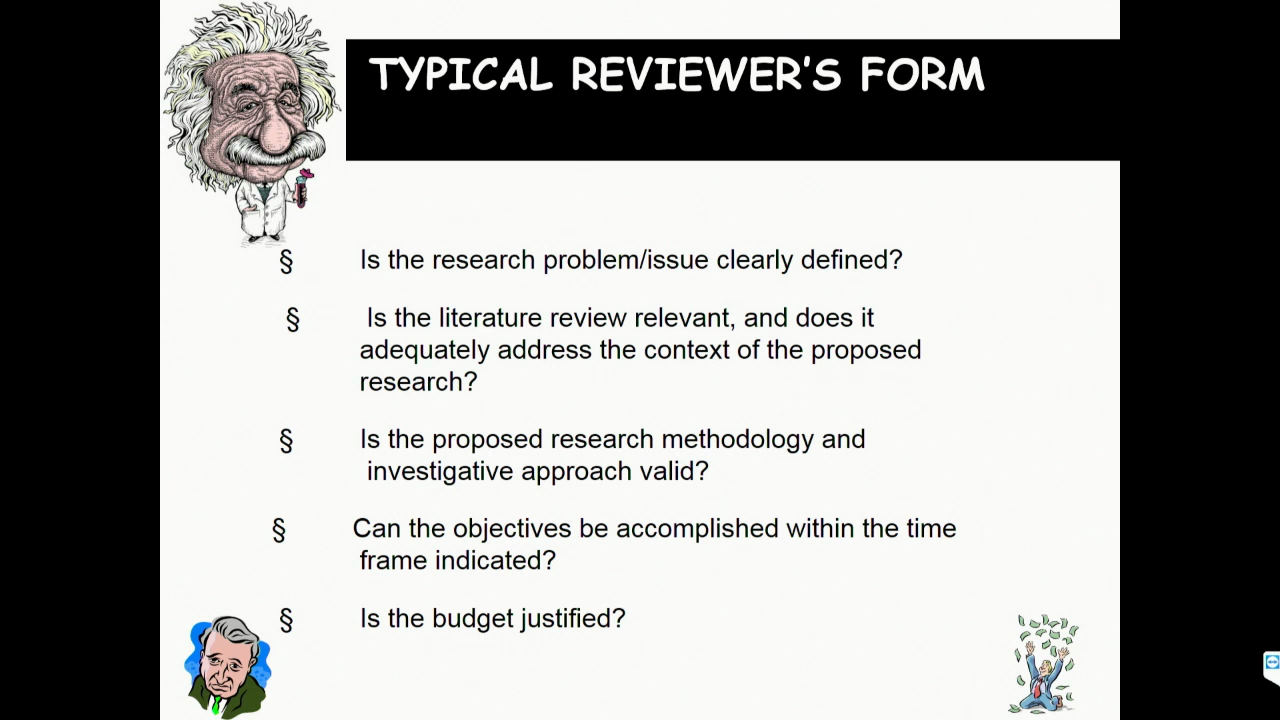 TYPICAL REVIEWER'S FORM
§ Is the research problem/issue clearly defined?
§ Is the literature review relevant, and does it
adequately address the context of the proposed
research?
§ Is the proposed research methodology and
investigative approach valid?
§ Can the objectives be accomplished within the time
frame indicated?
§ Is the budget justified?